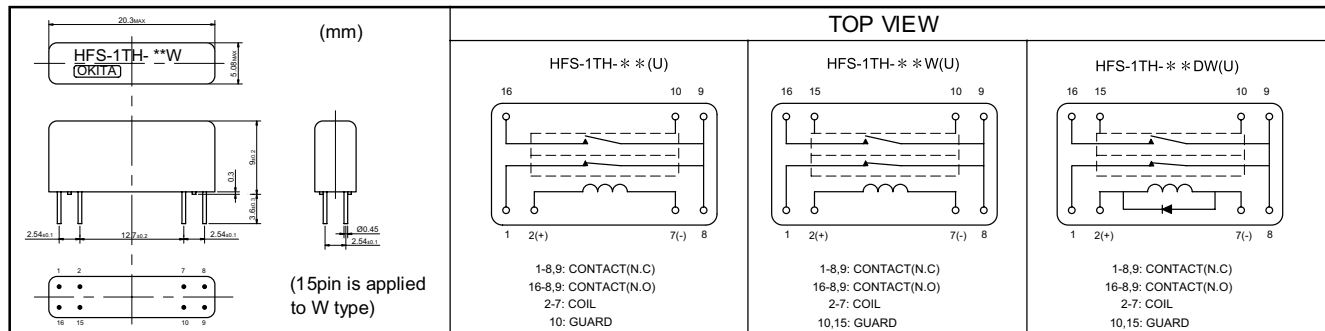 20.3MAX
(mm)
HFS-1TH- **W
OKITA
5.08MAX
9±0.2
0.3
3.6±0.3
2.54±0.1
12.7±0.2
2.54±0.1
Ø0.45
2.54±0.1
1 2 7 8
16 15 10 9
(15pin is applied
to W type)
TOP VIEW
HFS-1TH-＊＊(U)
16 10 9
1 2(+) 7(-) 8
1-8,9: CONTACT(N.C)
16-8,9: CONTACT(N.O)
2-7: COIL
10: GUARD
HFS-1TH-＊＊W(U)
16 15 10 9
1 2(+) 7(-) 8
1-8,9: CONTACT(N.C)
16-8,9: CONTACT(N.O)
2-7: COIL
10,15: GUARD
HFS-1TH-＊＊DW(U)
16 15 10 9
1 2(+) 7(-) 8
1-8,9: CONTACT(N.C)
16-8,9: CONTACT(N.O)
2-7: COIL
10,15: GUARD